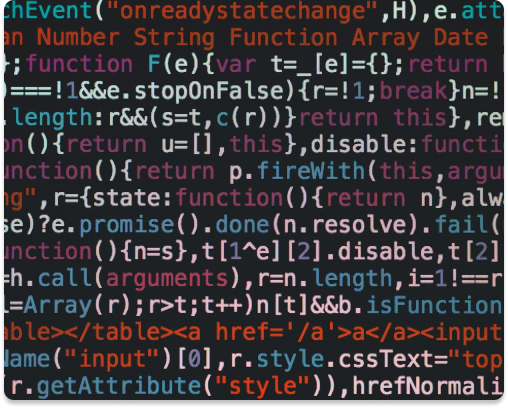 chEvent("onreadystatechange",H),e.att
an Number String Function Array Date
};function F(e){var t=_[e]={};return
)===!1&&e.stopOnFalse){r=!1;break}n=!
.length:r&&(s=t,c(r))}return this},re
on(){return u=[],this},disable:functi
unction(){return p.fireWith(this,argu
ng",r={state:function(){return n},alw
se)?e.promise().done(n.resolve).fail(
unction(){n=s},t[1^e][2].disable,t[2]
=h.call(arguments),r=n.length,i=1!==r
l=Array(r);r>t;t++)n[t]&&b.isFunction
able></table><a href='/a'>a</a><input
Name("input")[0],r.style.cssText="top
(r.getAttribute("style")),hrefNormali